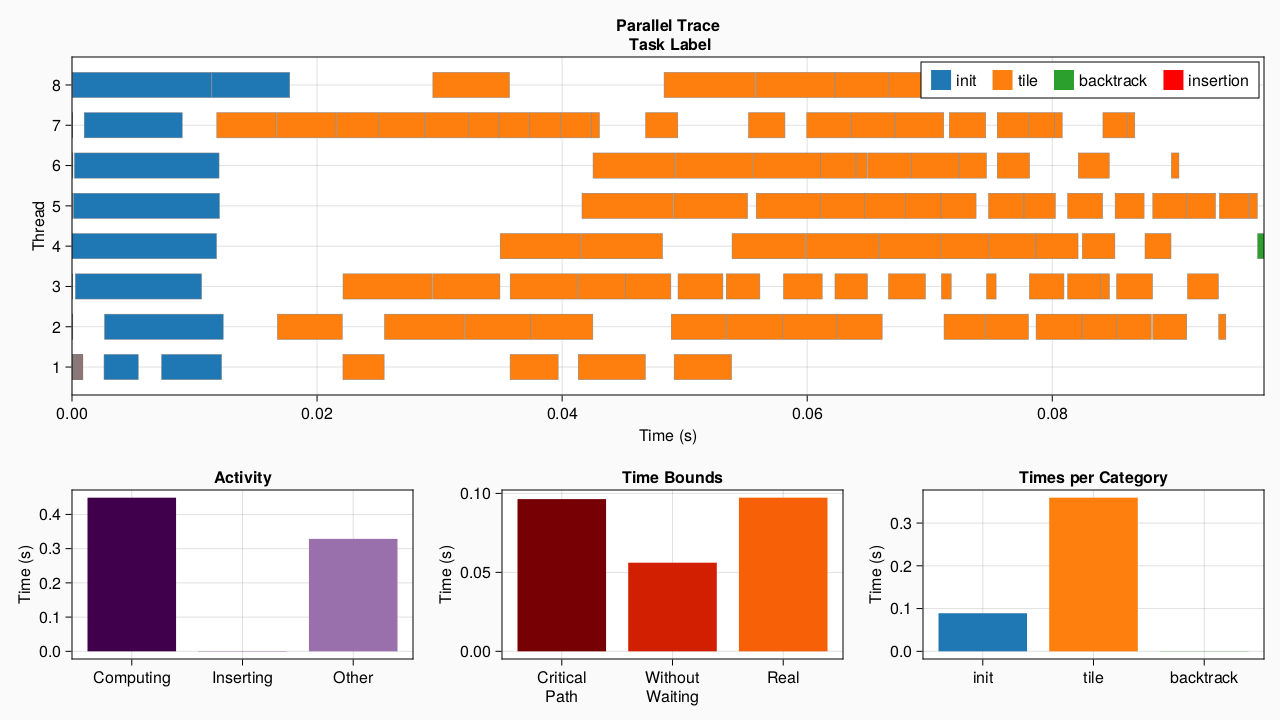 Parallel Trace
Task Label
init tile backtrack insertion
Thread
8
7
6
5
4
3
2
1
0.00 0.02 0.04 0.06 0.08
Time (s)
Activity
Time (s)
0.4
0.3
0.2
0.1
0.0
Computing Inserting Other
Time Bounds
Time (s)
0.10
0.05
0.00
Critical
Path
Without
Waiting
Real
Times per Category
Time (s)
0.3
0.2
0.1
0.0
init tile backtrack